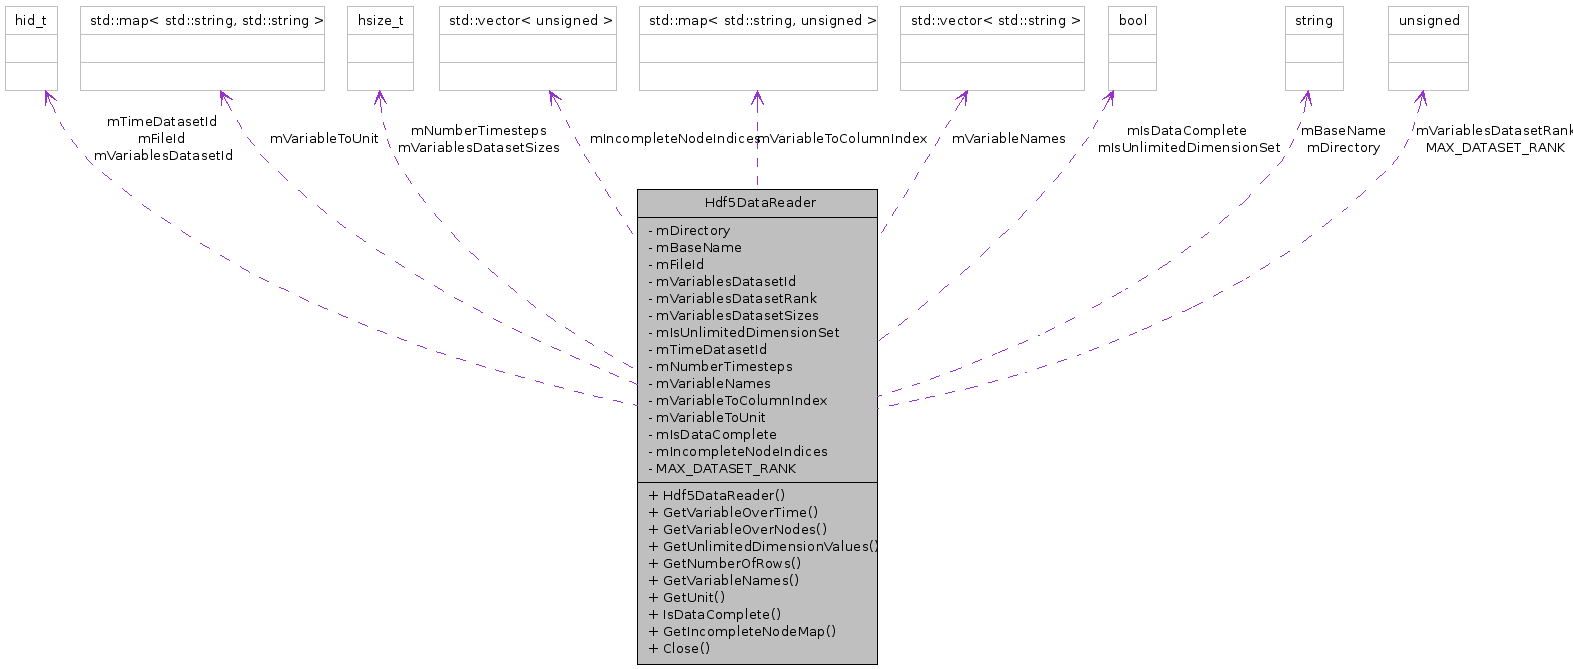 hid_t
std::map< std::string, std::string >
hsize_t
std::vector< unsigned >
std::map< std::string, unsigned >
std::vector< std::string >
bool
string
unsigned
mTimeDatasetId
mFileId
mVariablesDatasetId
mVariableToUnit
mNumberTimesteps
mVariablesDatasetSizes
mIncompleteNodeIndices
mVariableToColumnIndex
mVariableNames
mIsDataComplete
mIsUnlimitedDimensionSet
mBaseName
mDirectory
mVariablesDatasetRank
MAX_DATASET_RANK
Hdf5DataReader
- mDirectory
- mBaseName
- mFileId
- mVariablesDatasetId
- mVariablesDatasetRank
- mVariablesDatasetSizes
- mIsUnlimitedDimensionSet
- mTimeDatasetId
- mNumberTimesteps
- mVariableNames
- mVariableToColumnIndex
- mVariableToUnit
- mIsDataComplete
- mIncompleteNodeIndices
- MAX_DATASET_RANK
+ Hdf5DataReader()
+ GetVariableOverTime()
+ GetVariableOverNodes()
+ GetUnlimitedDimensionValues()
+ GetNumberOfRows()
+ GetVariableNames()
+ GetUnit()
+ IsDataComplete()
+ GetIncompleteNodeMap()
+ Close()